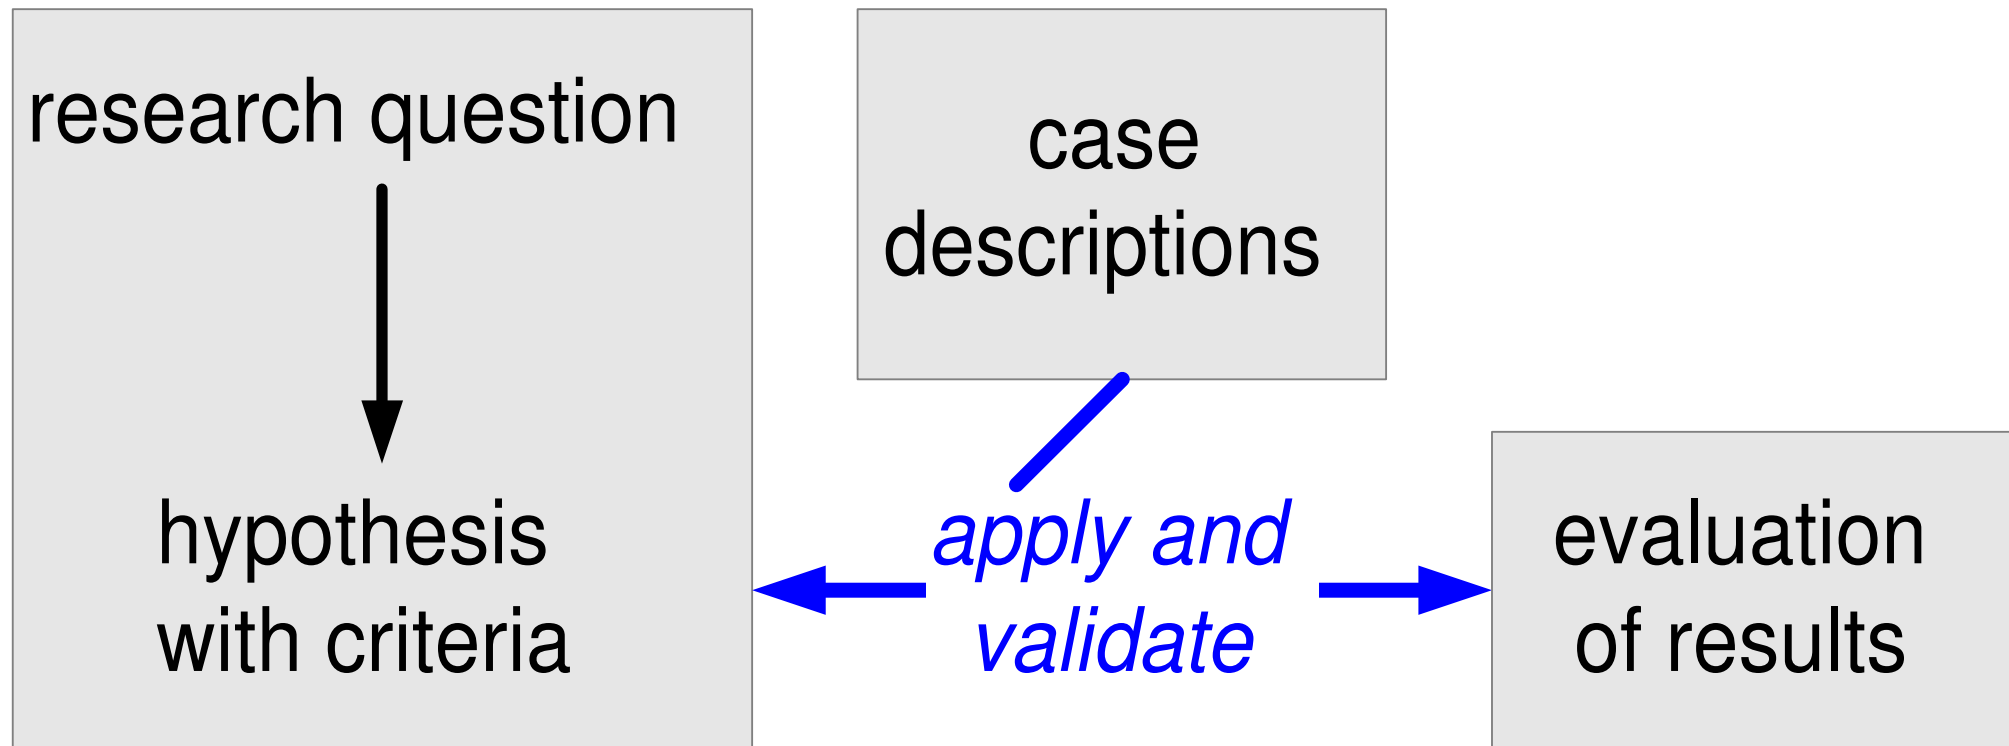 research question
hypothesis
with criteria
case
descriptions
apply and
validate
evaluation
of results